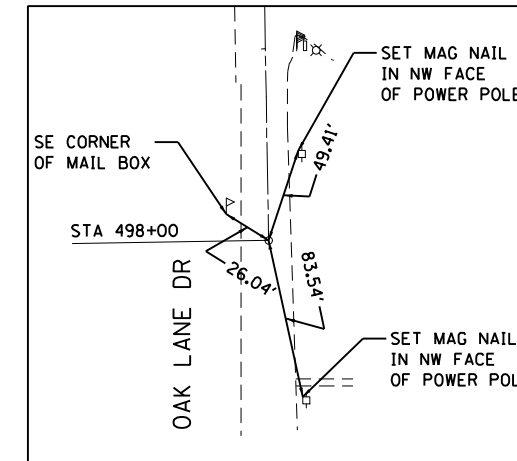 SET MAG NAIL
IN NW FACE
OF POWER POLE
SE CORNER
OF MAIL BOX
49.41'
STA 498+00
26.04'
83.54'
OAK LANE DR
SET MAG NAIL
IN NW FACE
OF POWER POL